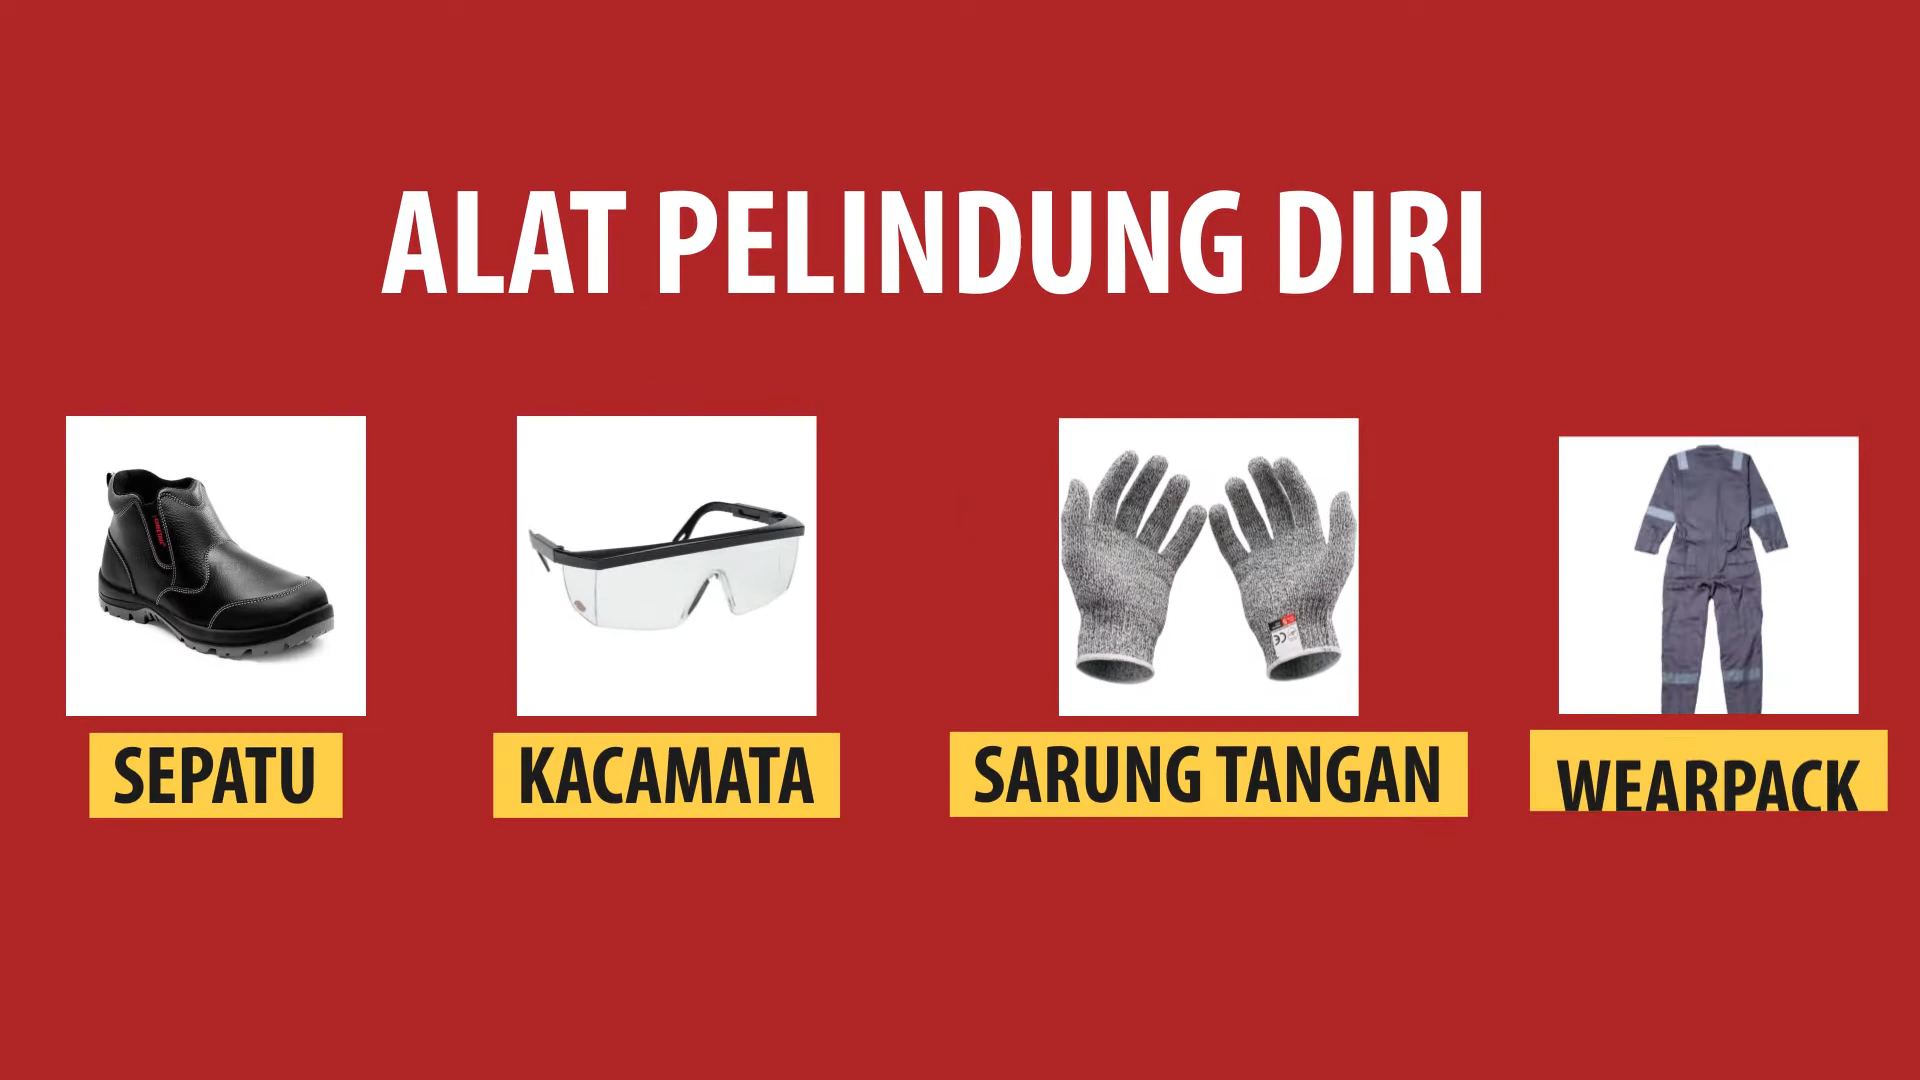 ALAT PELINDUNG DIRI
SEPATU
KACAMATA
SARUNG TANGAN
WEARPACK